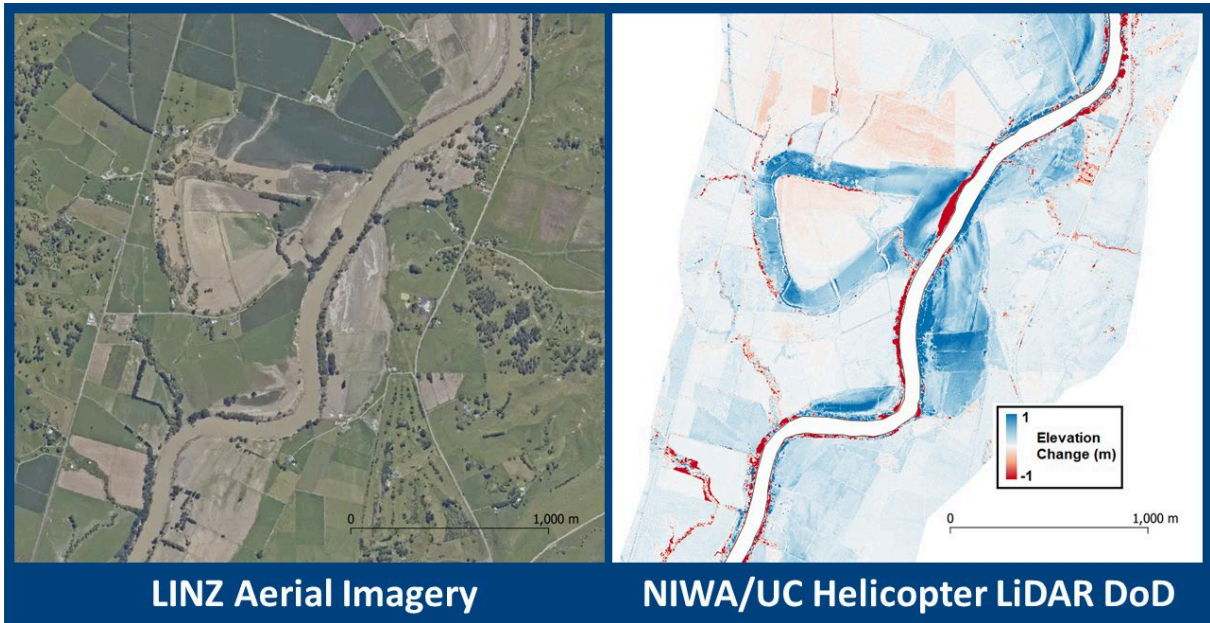 0 1,000 m
1
Elevation
Change (m)
-1
0 1,000 m
LINZ Aerial Imagery
NIWA/UC Helicopter LiDAR DoD